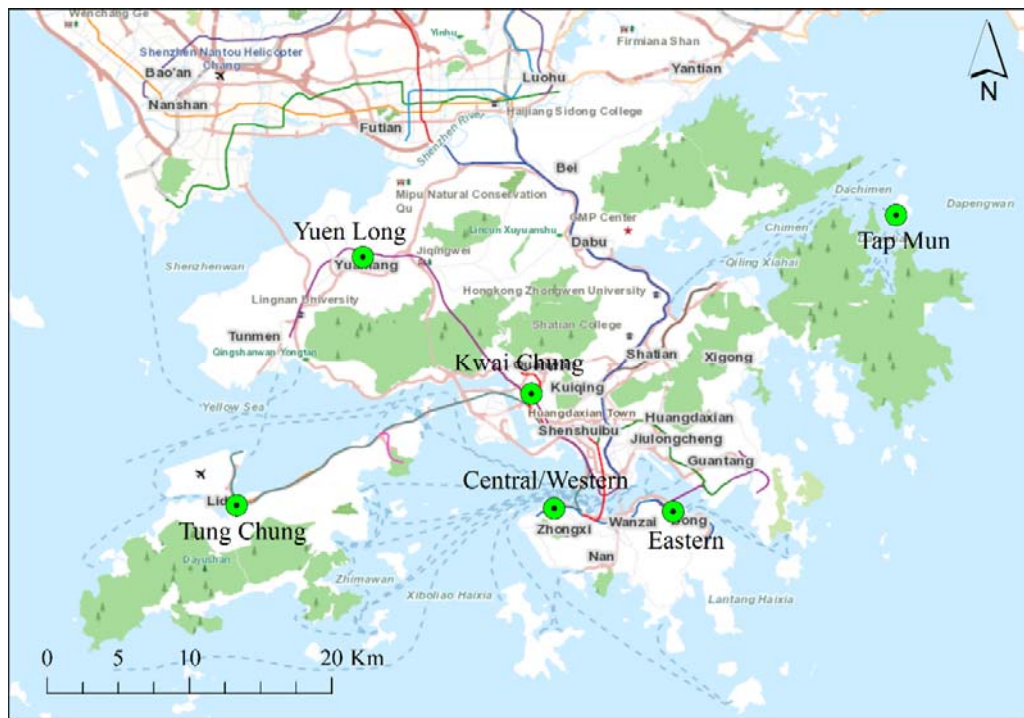 Wenchang Ge
Yinhu
Firmiana Shan
Shenzhen Nantou Helicopter
Chang
Bao'an
Luohu
Yantian
Nanshan
Haijiang Sidong College
Futian
Shenzhen River
Bei
Mipu Natural Conservation
Qu
Dachimen
Dapengwan
GMP Center
Chimen
Tap Mun
Yuen Long
Lincun Xuyuanshu
Dabu
Jiqingwei
Shenzhenwan
Qiling Xiahai
Hongkong Zhongwen University
Lingnan University
Shatian College
Tunmen
Qingshanwan Yongtan
Shatian
Xigong
Kwai Chung
Kuiqing
Yellow Sea
Huangdaxian Town
Huangdaxian
Shenshuibu
Jiulongcheng
Guantang
Central/Western
Tung Chung
Zhongxi
Wanzai
Eastern
Dayushan
Nan
Zhimawan
Xiboliao Haixia
Lantang Haixia
0 5 10 20 Km
N